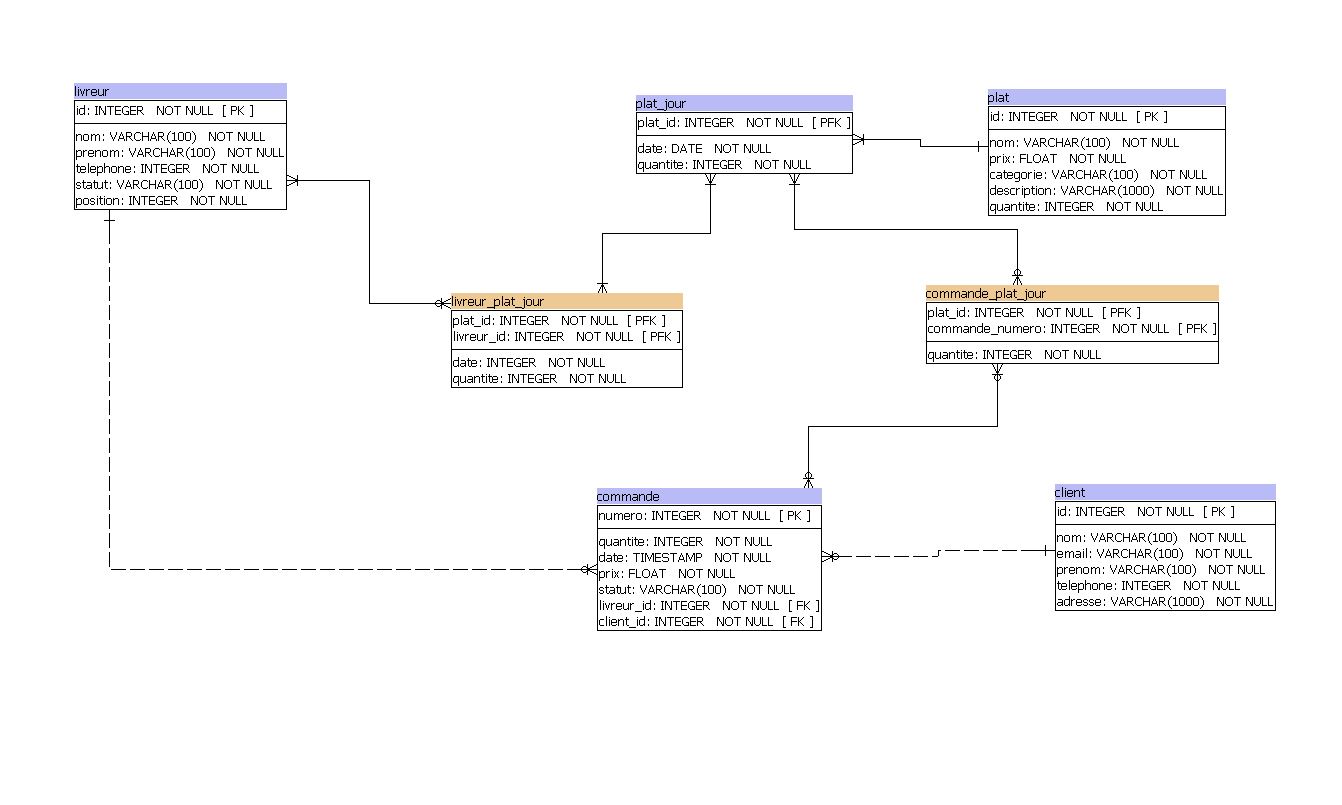 livreur
id: INTEGER NOT NULL [ PK ]
nom: VARCHAR(100) NOT NULL
prenom: VARCHAR(100) NOT NULL
telephone: INTEGER NOT NULL
statut: VARCHAR(100) NOT NULL
position: INTEGER NOT NULL
plat_jour
plat_id: INTEGER NOT NULL [ PFK ]
date: DATE NOT NULL
quantite: INTEGER NOT NULL
plat
id: INTEGER NOT NULL [ PK ]
nom: VARCHAR(100) NOT NULL
prix: FLOAT NOT NULL
categorie: VARCHAR(100) NOT NULL
description: VARCHAR(1000) NOT NULL
quantite: INTEGER NOT NULL
livreur_plat_jour
plat_id: INTEGER NOT NULL [ PFK ]
livreur_id: INTEGER NOT NULL [ PFK ]
date: INTEGER NOT NULL
quantite: INTEGER NOT NULL
commande_plat_jour
plat_id: INTEGER NOT NULL [ PFK ]
commande_numero: INTEGER NOT NULL [ PFK ]
quantite: INTEGER NOT NULL
commande
numero: INTEGER NOT NULL [ PK ]
quantite: INTEGER NOT NULL
date: TIMESTAMP NOT NULL
prix: FLOAT NOT NULL
statut: VARCHAR(100) NOT NULL
livreur_id: INTEGER NOT NULL [ FK ]
client_id: INTEGER NOT NULL [ FK ]
client
id: INTEGER NOT NULL [ PK ]
nom: VARCHAR(100) NOT NULL
email: VARCHAR(100) NOT NULL
prenom: VARCHAR(100) NOT NULL
telephone: INTEGER NOT NULL
adresse: VARCHAR(1000) NOT NULL